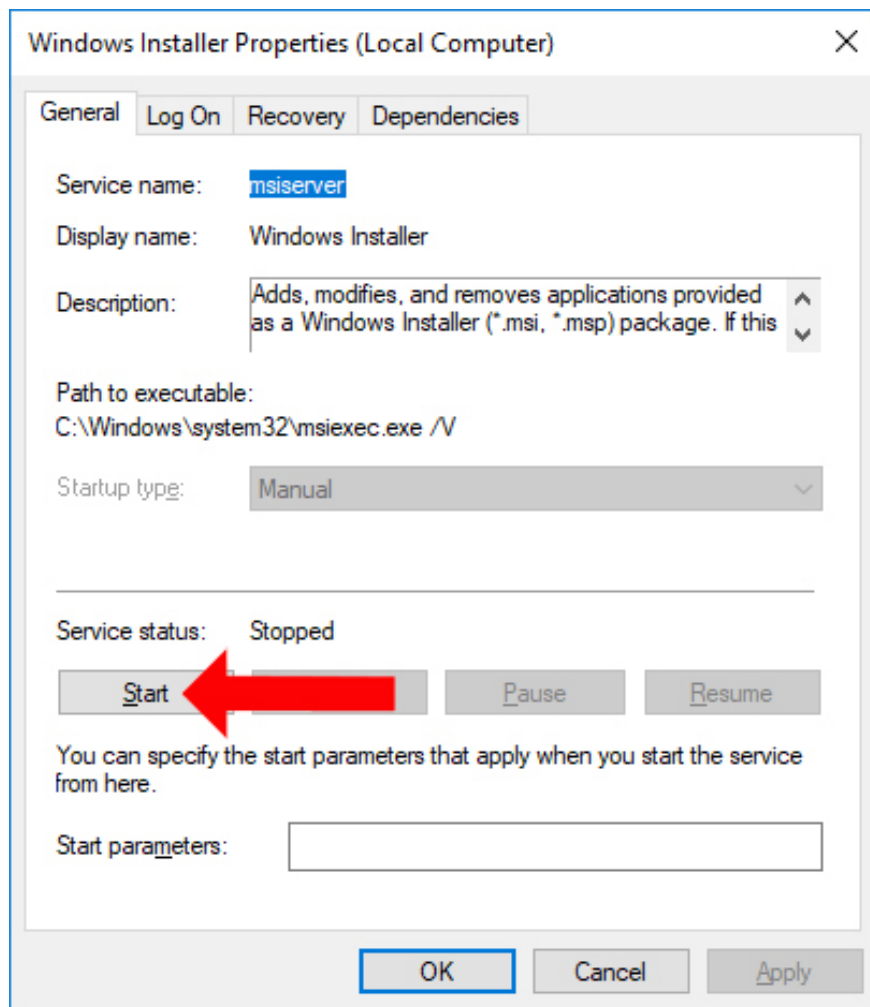 Windows Installer Properties (Local Computer)
General Log On Recovery Dependencies
Service name: msiserver
Display name: Windows Installer
Description: Adds, modifies, and removes applications provided
as a Windows Installer (*.msi, *.msp) package. If this
Path to executable:
C:\Windows\system32\msiexec.exe /V
Startup type: Manual
Service status: Stopped
Start Pause Resume
You can specify the start parameters that apply when you start the service
from here.
Start parameters:
OK Cancel Apply